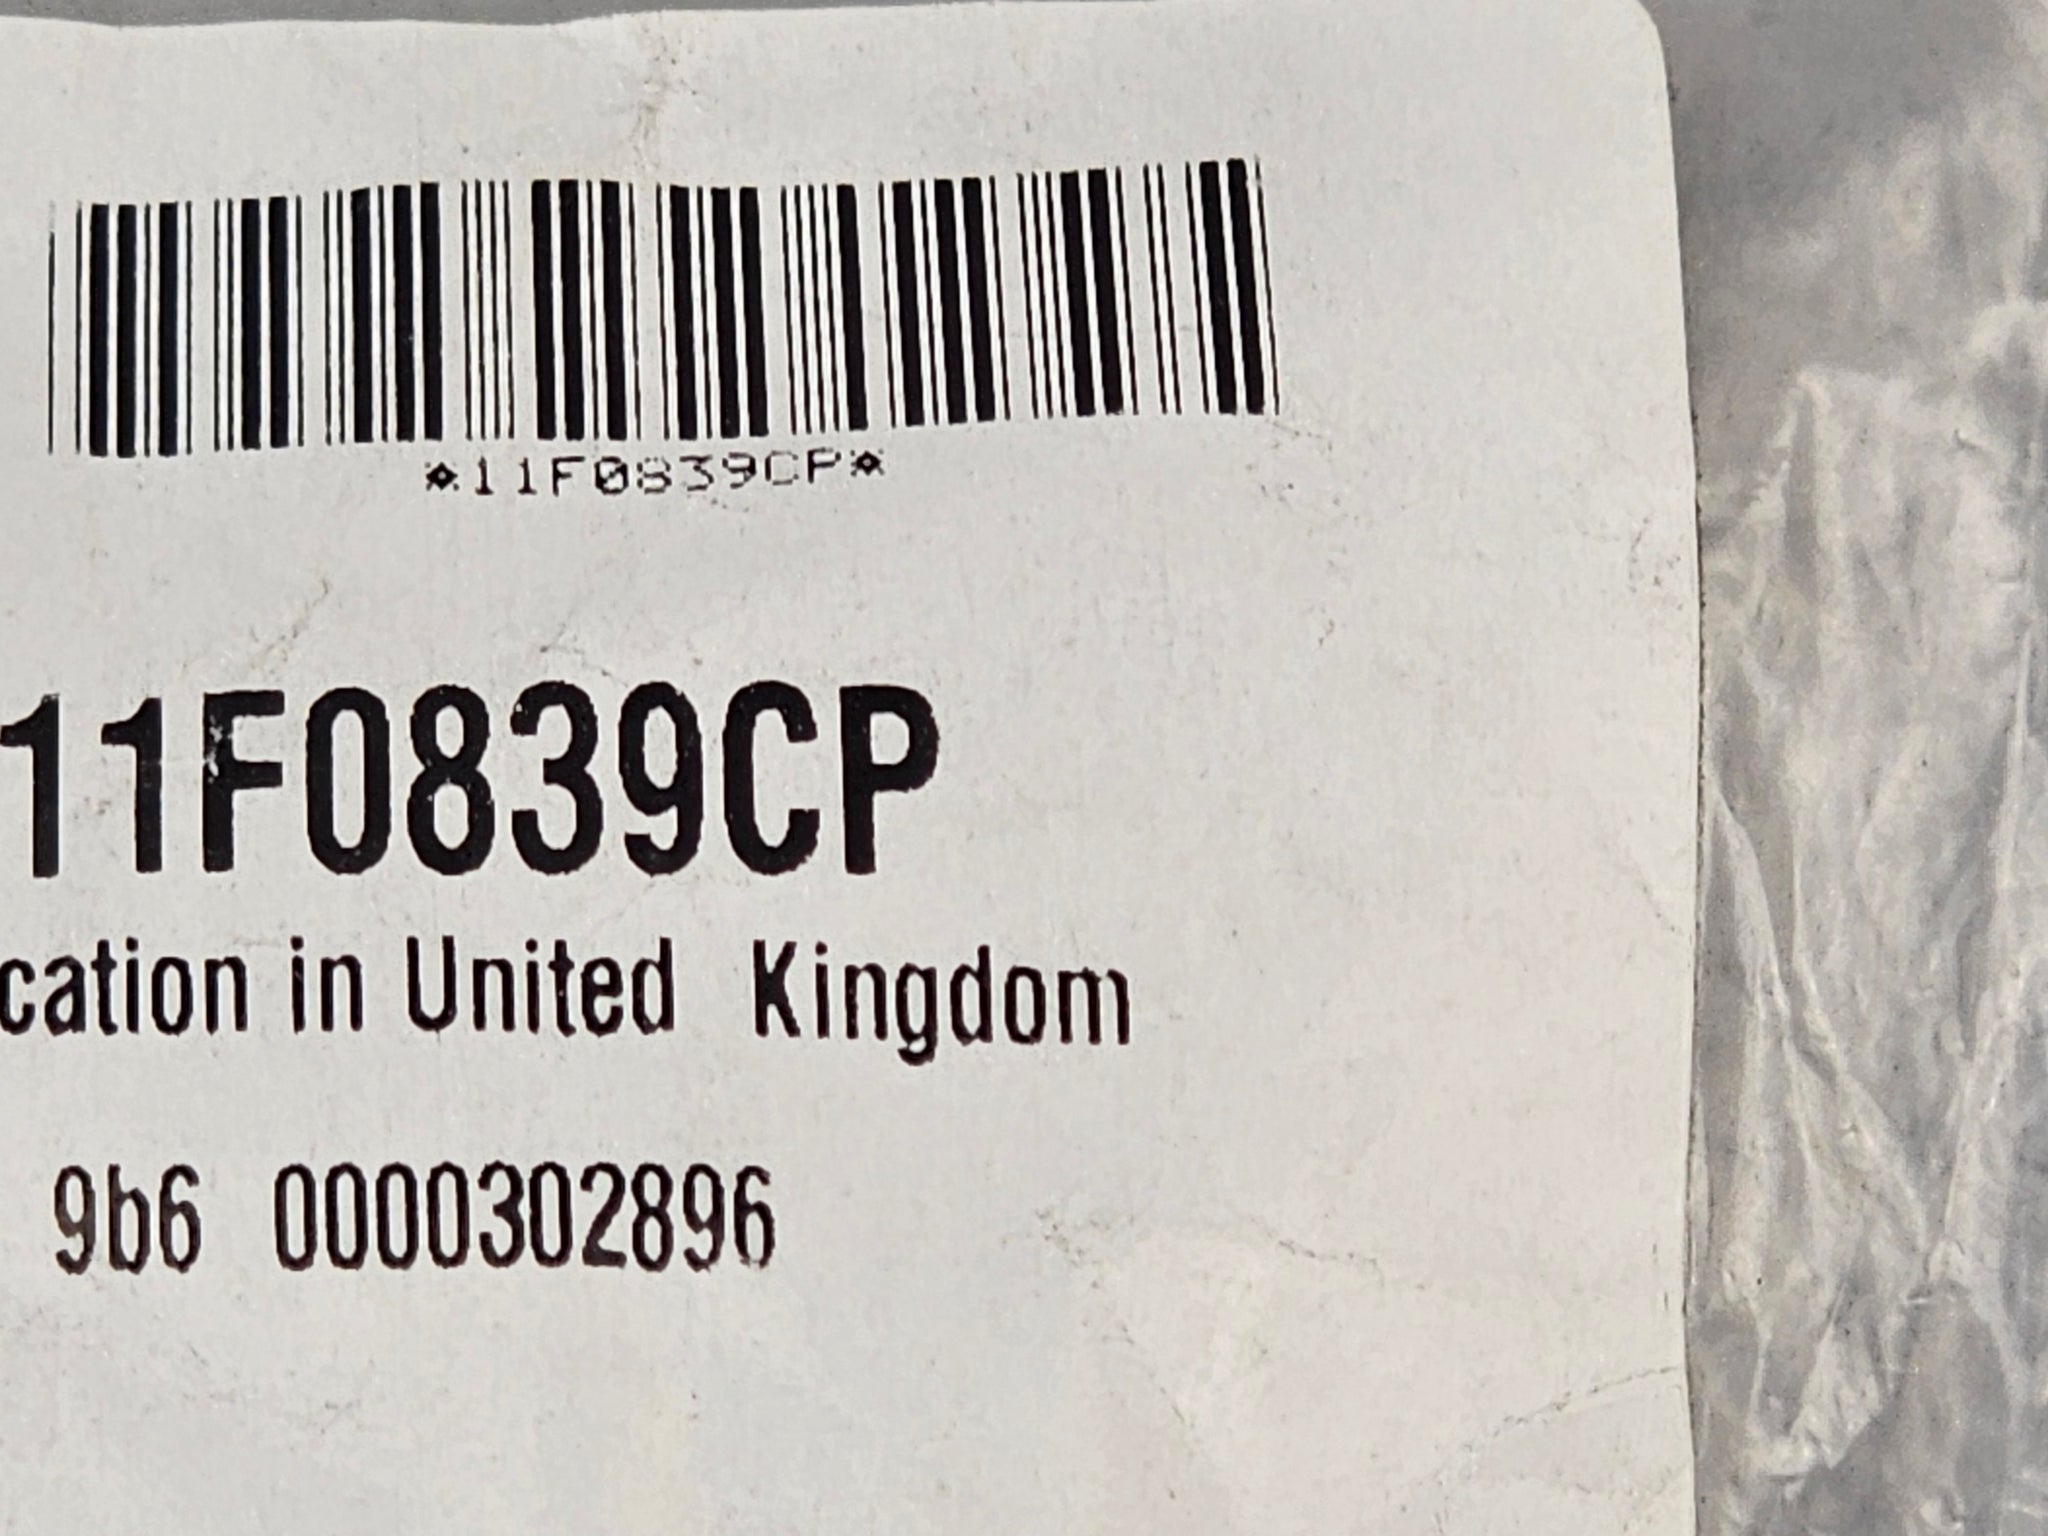 *11F0839CP*
11F0839CP
cation in United Kingdom
9b6 0000302896